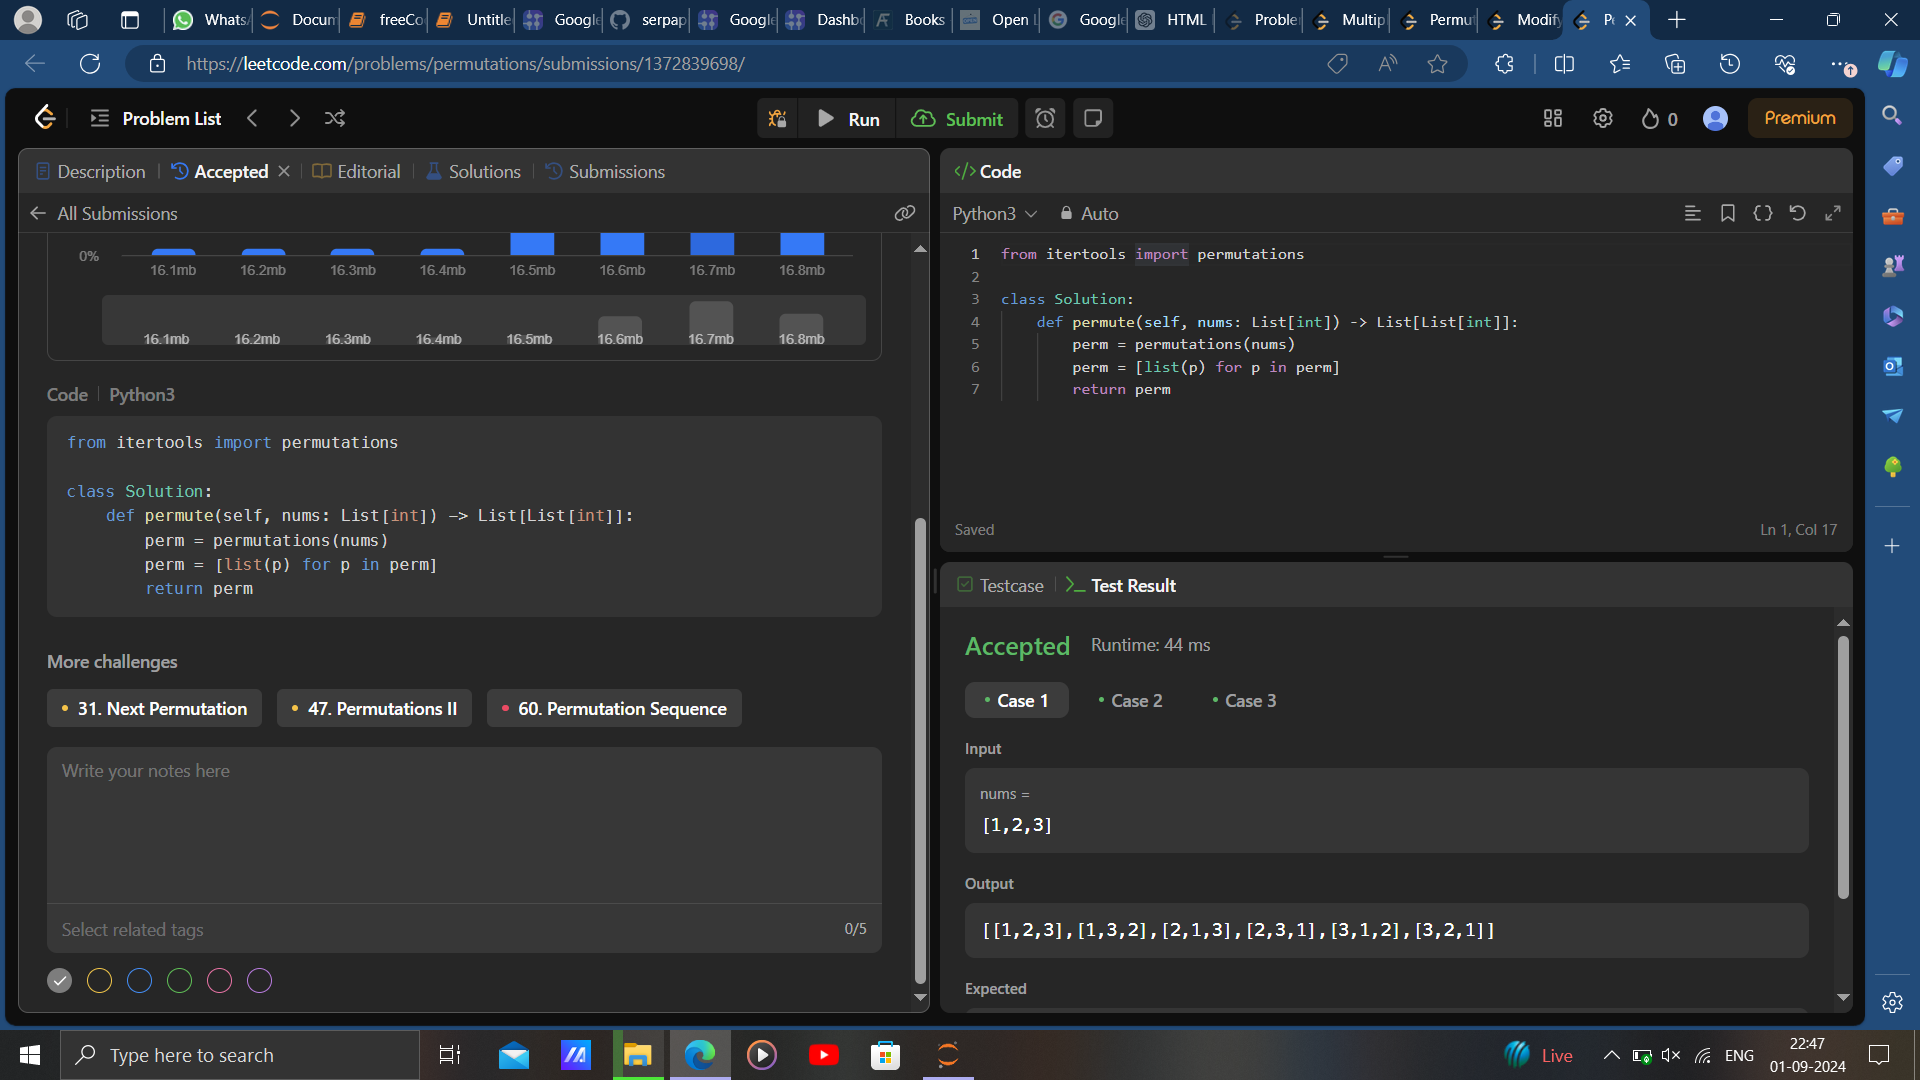 Whats
Docum
freeCo
Untitle
Google
serpap
Google
Dashbo
Books
Open L
Google
HTML
Proble
Multip
Permut
Modify
https://leetcode.com/problems/permutations/submissions/1372839698/
Problem List
Run
Submit
0
Premium
Description
Accepted
Editorial
Solutions
Submissions
All Submissions
0%
16.1mb 16.2mb 16.3mb 16.4mb 16.5mb 16.6mb 16.7mb 16.8mb
16.1mb 16.2mb 16.3mb 16.4mb 16.5mb 16.6mb 16.7mb 16.8mb
Code Python3
from itertools import permutations
class Solution:
def permute(self, nums: List[int]) -> List[List[int]]:
perm = permutations(nums)
perm = [list(p) for p in perm]
return perm
More challenges
31. Next Permutation
47. Permutations II
60. Permutation Sequence
Write your notes here
Select related tags
0/5
Code
Python3
Auto
1 from itertools import permutations
2
3 class Solution:
4 def permute(self, nums: List[int]) -> List[List[int]]:
5 perm = permutations(nums)
6 perm = [list(p) for p in perm]
7 return perm
Saved
Ln 1, Col 17
Testcase
Test Result
Accepted Runtime: 44 ms
Case 1
Case 2
Case 3
Input
nums =
[1,2,3]
Output
[[1,2,3],[1,3,2],[2,1,3],[2,3,1],[3,1,2],[3,2,1]]
Expected
Type here to search
Live
ENG
22:47
01-09-2024